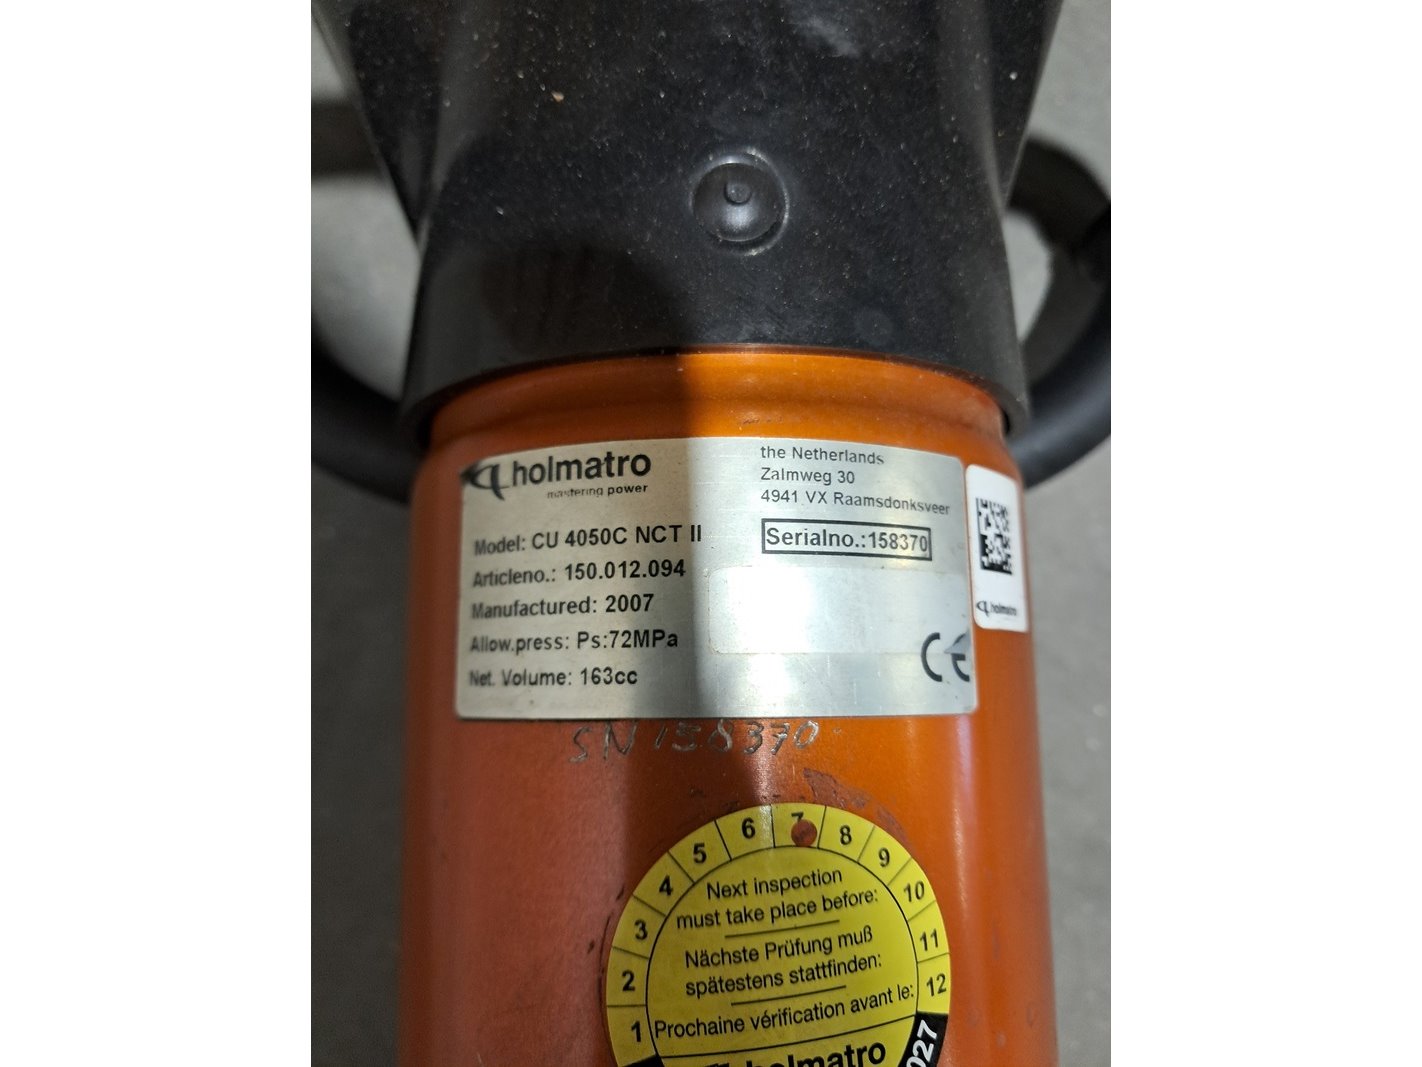 holmatro
mastering power
the Netherlands
Zalmweg 30
4941 VX Raamsdonksveer
Model: CU 4050C NCT II
Serialno.:158370
Articleno.: 150.012.094
Manufactured: 2007
Allow.press: Ps:72MPa
Net. Volume: 163cc
CE
holmatro
SN 158370
1 2 3 4 5 6 7 8 9 10 11 12
Next inspection
must take place before:
Nächste Prüfung muß
spätestens stattfinden:
Prochaine vérification avant le:
holmatro
027